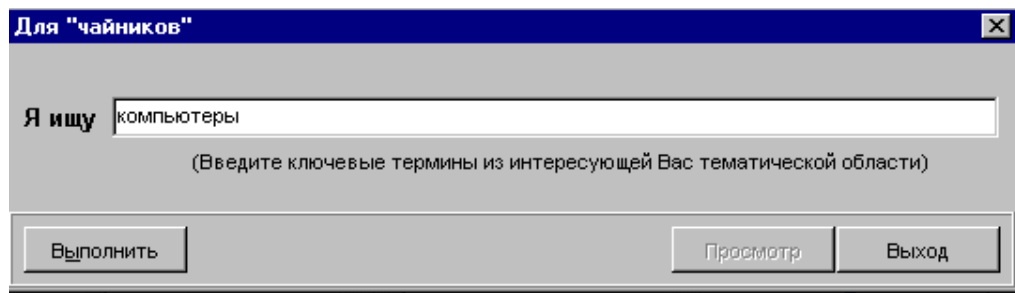 Для "чайников"
Я ищу компьютеры
(Введите ключевые термины из интересующей Вас тематической области)
Выполнить Просмотр Выход